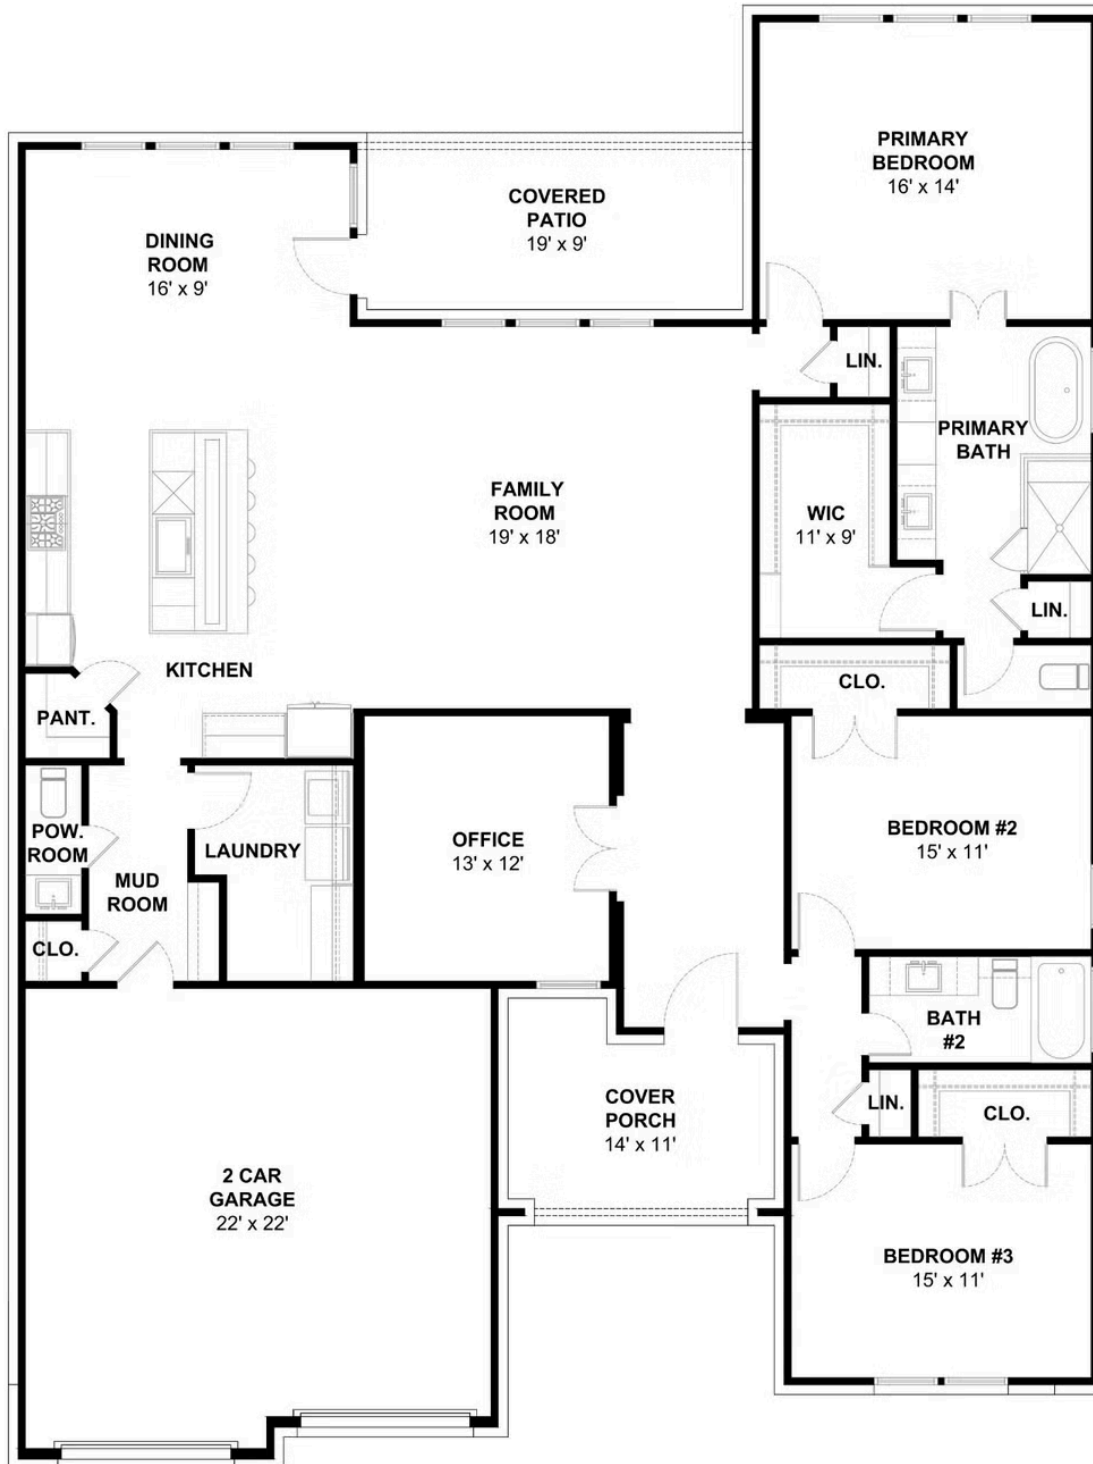 PRIMARY
BEDROOM
16' x 14'
COVERED
PATIO
19' x 9'
DINING
ROOM
16' x 9'
LIN.
PRIMARY
BATH
FAMILY
ROOM
19' x 18'
WIC
11' x 9'
LIN.
KITCHEN
CLO.
PANT.
POW.
ROOM
LAUNDRY
OFFICE
13' x 12'
BEDROOM #2
15' x 11'
MUD
ROOM
CLO.
BATH
#2
COVER
PORCH
14' x 11'
LIN.
CLO.
2 CAR
GARAGE
22' x 22'
BEDROOM #3
15' x 11'